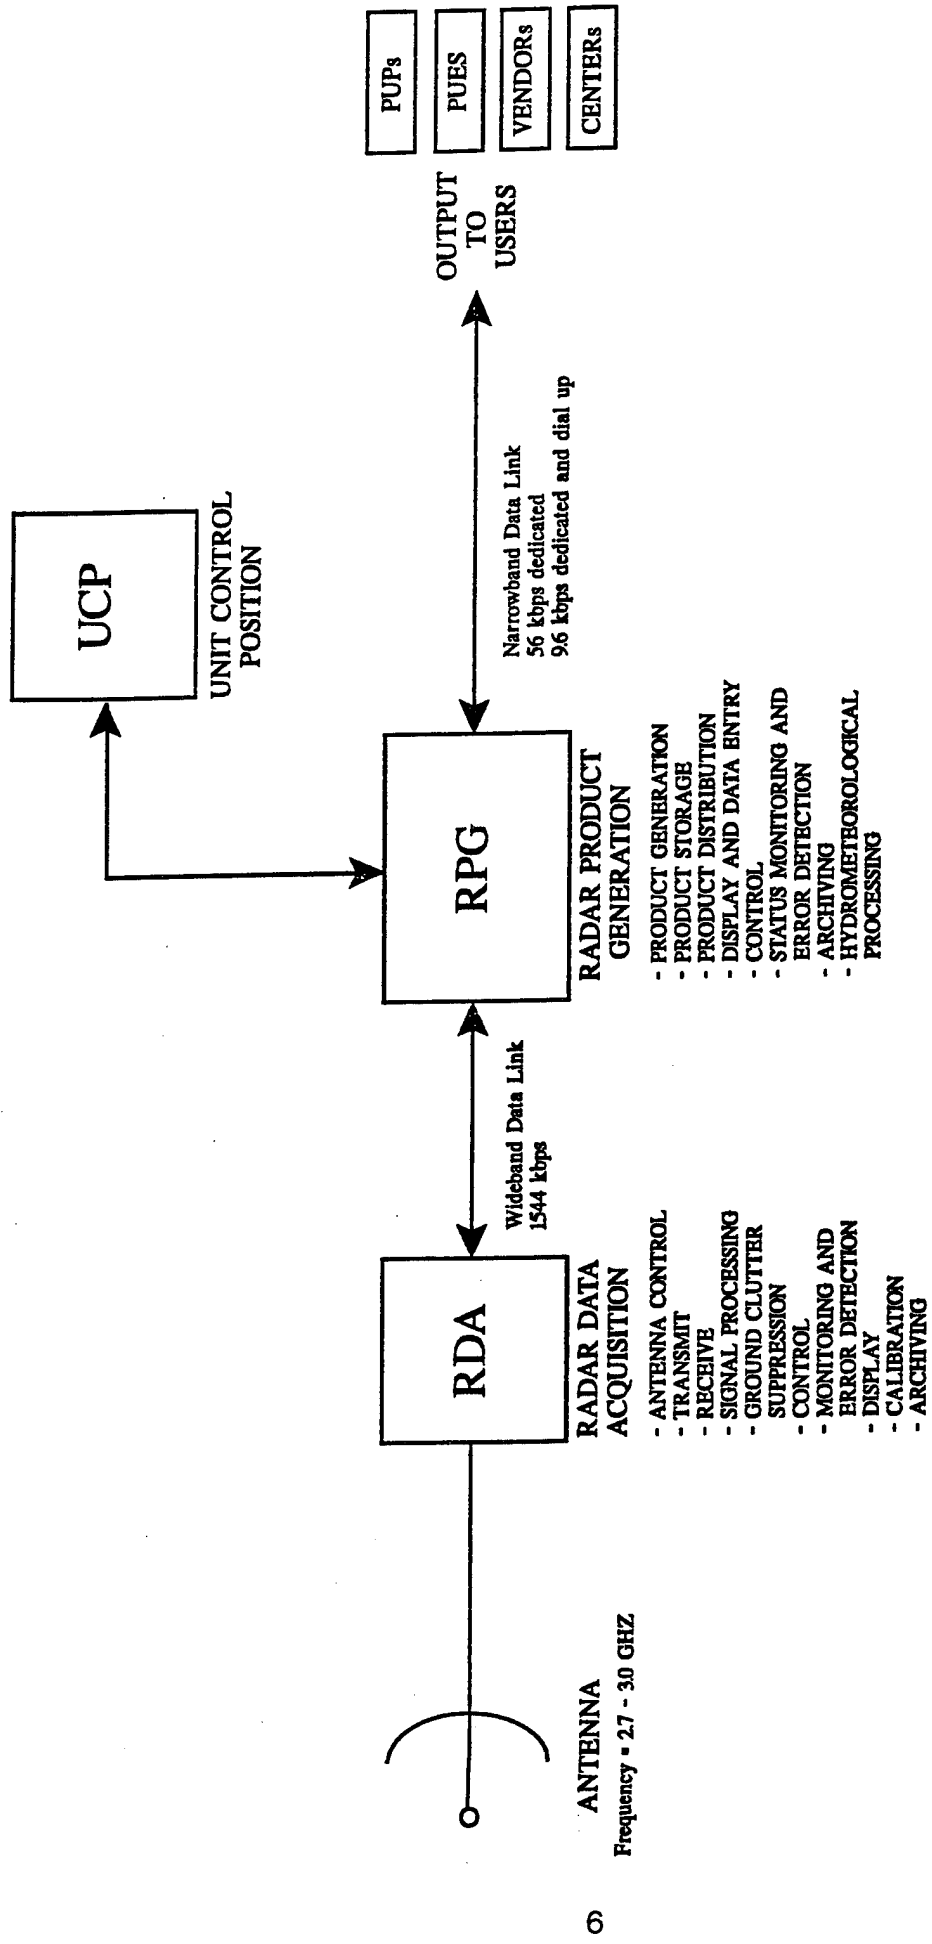 ANTENNA
Frequency = 2.7 - 3.0 GHZ
RDA
RADAR DATA
ACQUISITION
- ANTENNA CONTROL
- TRANSMIT
- RECEIVE
- SIGNAL PROCESSING
- GROUND CLUTTER
SUPPRESSION
- CONTROL
- MONITORING AND
ERROR DETECTION
- DISPLAY
- CALIBRATION
- ARCHIVING
Wideband Data Link
1544 kbps
RPG
RADAR PRODUCT
GENERATION
- PRODUCT GENERATION
- PRODUCT STORAGE
- PRODUCT DISTRIBUTION
- DISPLAY AND DATA ENTRY
- CONTROL
- STATUS MONITORING AND
ERROR DETECTION
- ARCHIVING
- HYDROMETEOROLOGICAL
PROCESSING
UCP
UNIT CONTROL
POSITION
Narrowband Data Link
56 kbps dedicated
9.6 kbps dedicated and dial up
OUTPUT
TO
USERS
PUPs
PUES
VENDORs
CENTERs
6